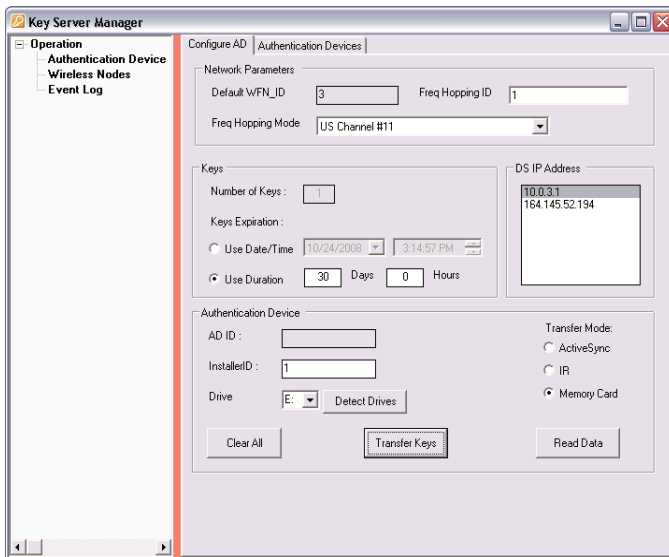 Key Server Manager
Operation
Authentication Device
Wireless Nodes
Event Log
Configure AD
Authentication Devices
Network Parameters
Default WFN_ID 3 Freq Hopping ID 1
Freq Hopping Mode US Channel #11
Keys
Number of Keys : 1
Keys Expiration :
Use Date/Time 10/24/2008 3:14:57 PM
Use Duration 30 Days 0 Hours
DS IP Address
10.0.3.1
164.145.52.194
Authentication Device
AD ID :
InstallerID : 1
Drive E: Detect Drives
Transfer Mode:
ActiveSync
IR
Memory Card
Clear All Transfer Keys Read Data